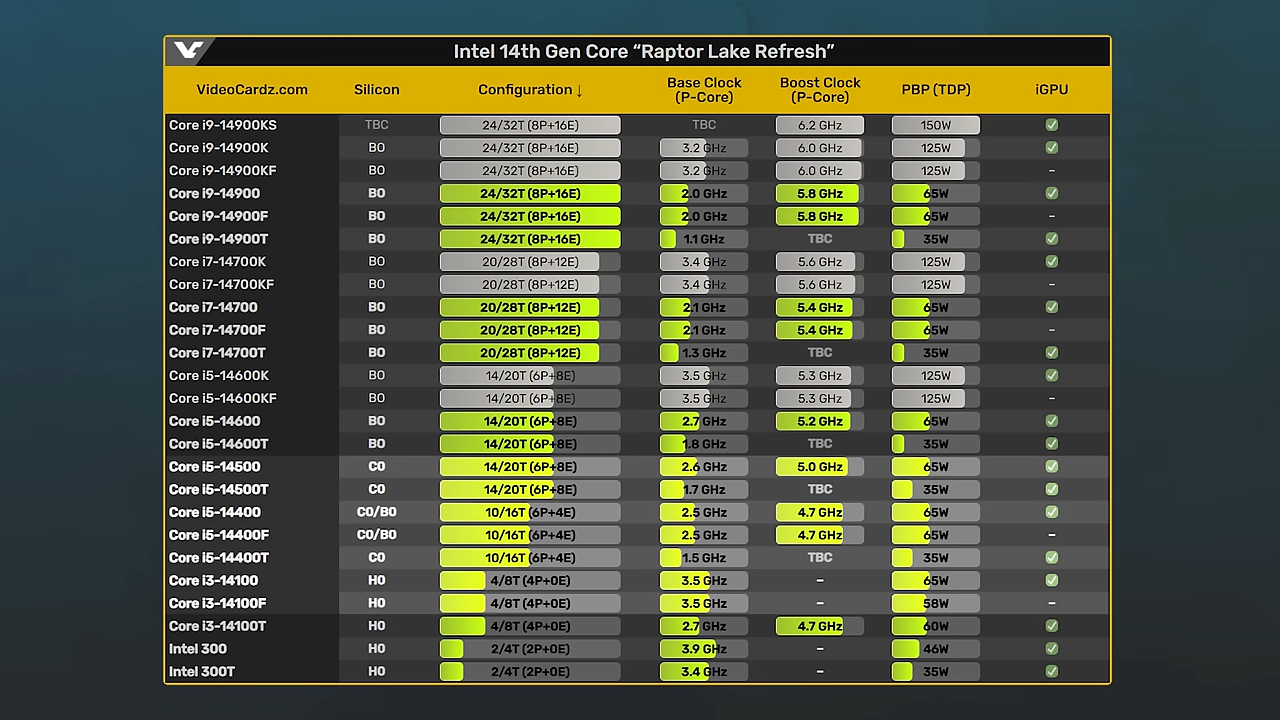 Intel 14th Gen Core “Raptor Lake Refresh”
VideoCardz.com Silicon Configuration ↓ Base Clock (P-Core) Boost Clock (P-Core) PBP (TDP) iGPU
Core i9-14900KS TBC 24/32T (8P+16E) TBC 6.2 GHz 150W ✅
Core i9-14900K B0 24/32T (8P+16E) 3.2 GHz 6.0 GHz 125W ✅
Core i9-14900KF B0 24/32T (8P+16E) 3.2 GHz 6.0 GHz 125W –
Core i9-14900 B0 24/32T (8P+16E) 2.0 GHz 5.8 GHz 65W ✅
Core i9-14900F B0 24/32T (8P+16E) 2.0 GHz 5.8 GHz 65W –
Core i9-14900T B0 24/32T (8P+16E) 1.1 GHz TBC 35W ✅
Core i7-14700K B0 20/28T (8P+12E) 3.4 GHz 5.6 GHz 125W ✅
Core i7-14700KF B0 20/28T (8P+12E) 3.4 GHz 5.6 GHz 125W –
Core i7-14700 B0 20/28T (8P+12E) 2.1 GHz 5.4 GHz 65W ✅
Core i7-14700F B0 20/28T (8P+12E) 2.1 GHz 5.4 GHz 65W –
Core i7-14700T B0 20/28T (8P+12E) 1.3 GHz TBC 35W ✅
Core i5-14600K B0 14/20T (6P+8E) 3.5 GHz 5.3 GHz 125W ✅
Core i5-14600KF B0 14/20T (6P+8E) 3.5 GHz 5.3 GHz 125W –
Core i5-14600 B0 14/20T (6P+8E) 2.7 GHz 5.2 GHz 65W ✅
Core i5-14600T B0 14/20T (6P+8E) 1.8 GHz TBC 35W ✅
Core i5-14500 C0 14/20T (6P+8E) 2.6 GHz 5.0 GHz 65W ✅
Core i5-14500T C0 14/20T (6P+8E) 1.7 GHz TBC 35W ✅
Core i5-14400 C0/B0 10/16T (6P+4E) 2.5 GHz 4.7 GHz 65W ✅
Core i5-14400F C0/B0 10/16T (6P+4E) 2.5 GHz 4.7 GHz 65W –
Core i5-14400T C0 10/16T (6P+4E) 1.5 GHz TBC 35W ✅
Core i3-14100 H0 4/8T (4P+0E) 3.5 GHz – 65W ✅
Core i3-14100F H0 4/8T (4P+0E) 3.5 GHz – 58W –
Core i3-14100T H0 4/8T (4P+0E) 2.7 GHz 4.7 GHz 60W ✅
Intel 300 H0 2/4T (2P+0E) 3.9 GHz – 46W ✅
Intel 300T H0 2/4T (2P+0E) 3.4 GHz – 35W ✅